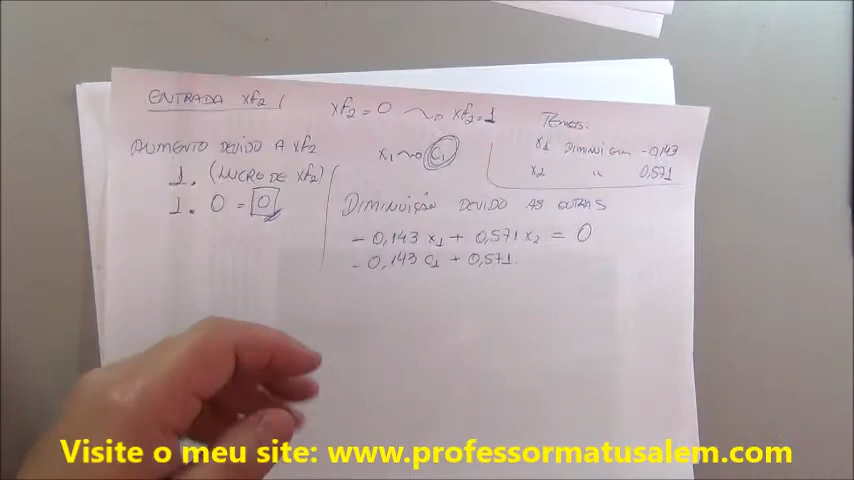 ENTRADA xf2 1
xf2 = 0 ~> xf2 = 1
TEMOS:
x1 DIMINUI EM -0,143
x2 " 0,571
AUMENTO DEVIDO A xf2
x1 ~> C1
1. (LUCRO DE xf2)
1. 0 = 0
DIMINUIÇÃO DEVIDO AS OUTRAS
- 0,143 x1 + 0,571 x2 = 0
- 0,143 C1 + 0,571
Visite o meu site: www.professormatusalem.com